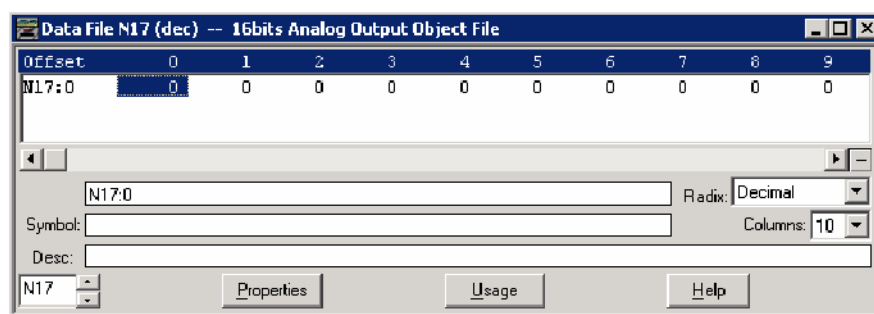 Data File N17 (dec) -- 16bits Analog Output Object File
Offset 0 1 2 3 4 5 6 7 8 9
N17:0 0 0 0 0 0 0 0 0 0 0
N17:0 Radix: Decimal
Symbol: Columns: 10
Desc:
N17 Properties Usage Help